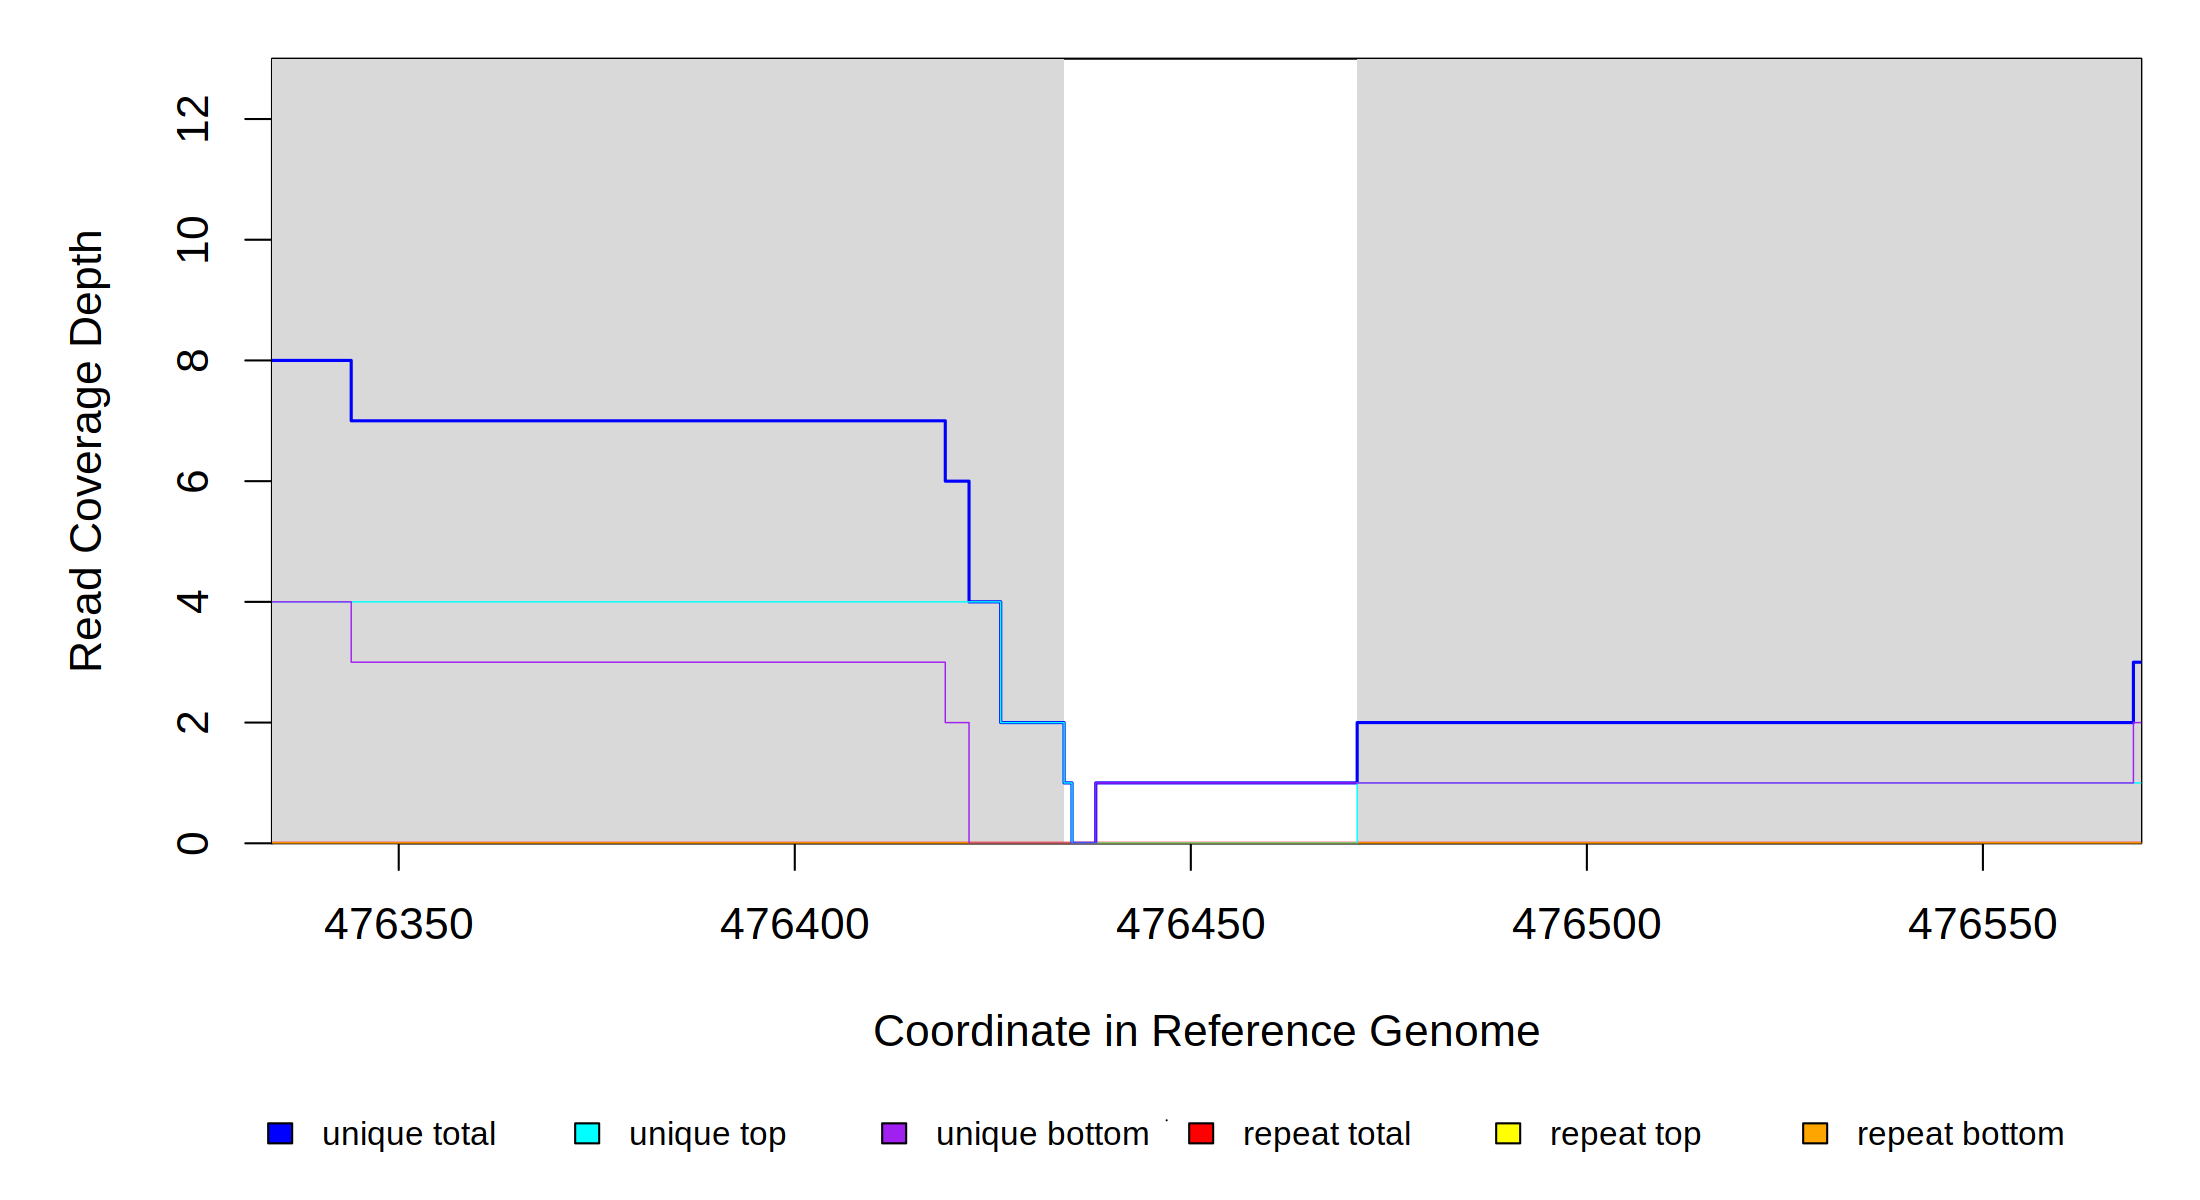 12
10
8
6
4
2
0
Read Coverage Depth
476350 476400 476450 476500 476550
Coordinate in Reference Genome
unique total unique top unique bottom repeat total repeat top repeat bottom